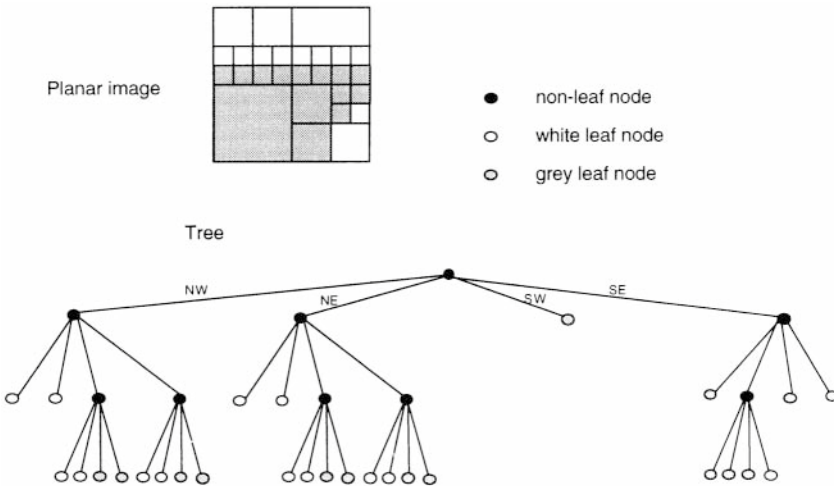 Planar image
non-leaf node
white leaf node
grey leaf node
Tree
NW
NE
SW
SE